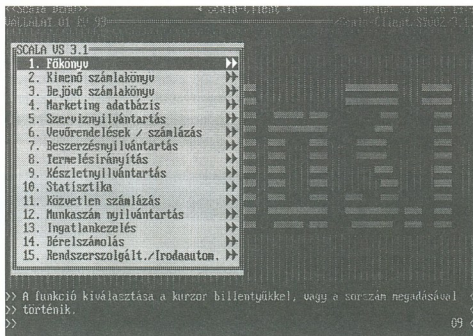 SCALA VS 3.1
1. Főkönyv
2. Kimenő számlakönyv
3. Bejövő számlakönyv
4. Marketing adatbázis
5. Szerviznyilvántartás
6. Vevőrendelések / számlázás
7. Beszerzésnyilvántartás
8. Termelésirányítás
9. Készletnyilvántartás
10. Statisztika
11. Közvetlen számlázás
12. Munkaszám nyilvántartás
13. Ingatlankezelés
14. Bérelszámolás
15. Rendszerszolgált./Irodaautom.
>> A funkció kiválasztása a kurzor billentyűkkel, vagy a sorszám megadásával
>> történik.
>> 09